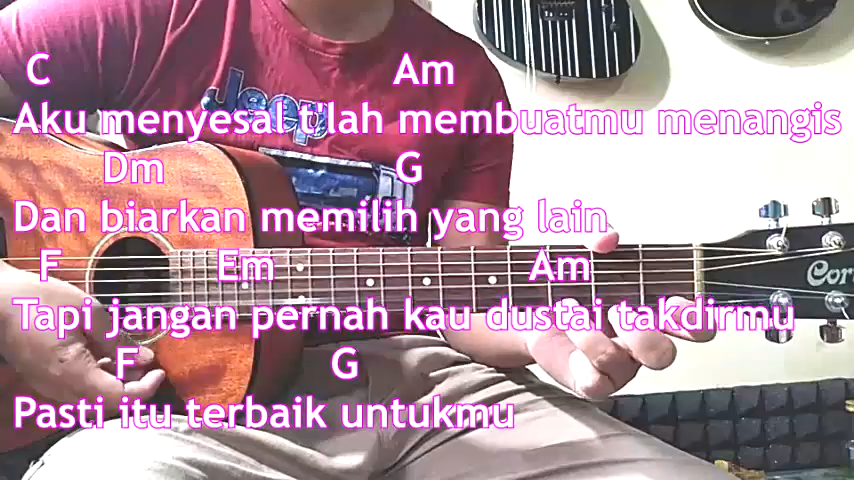 C Am
Aku menyesal t'lah membuatmu menangis
Dm G
Dan biarkan memilih yang lain
F Em Am
Tapi jangan pernah kau dustai takdirmu
F G
Pasti itu terbaik untukmu
Jeep